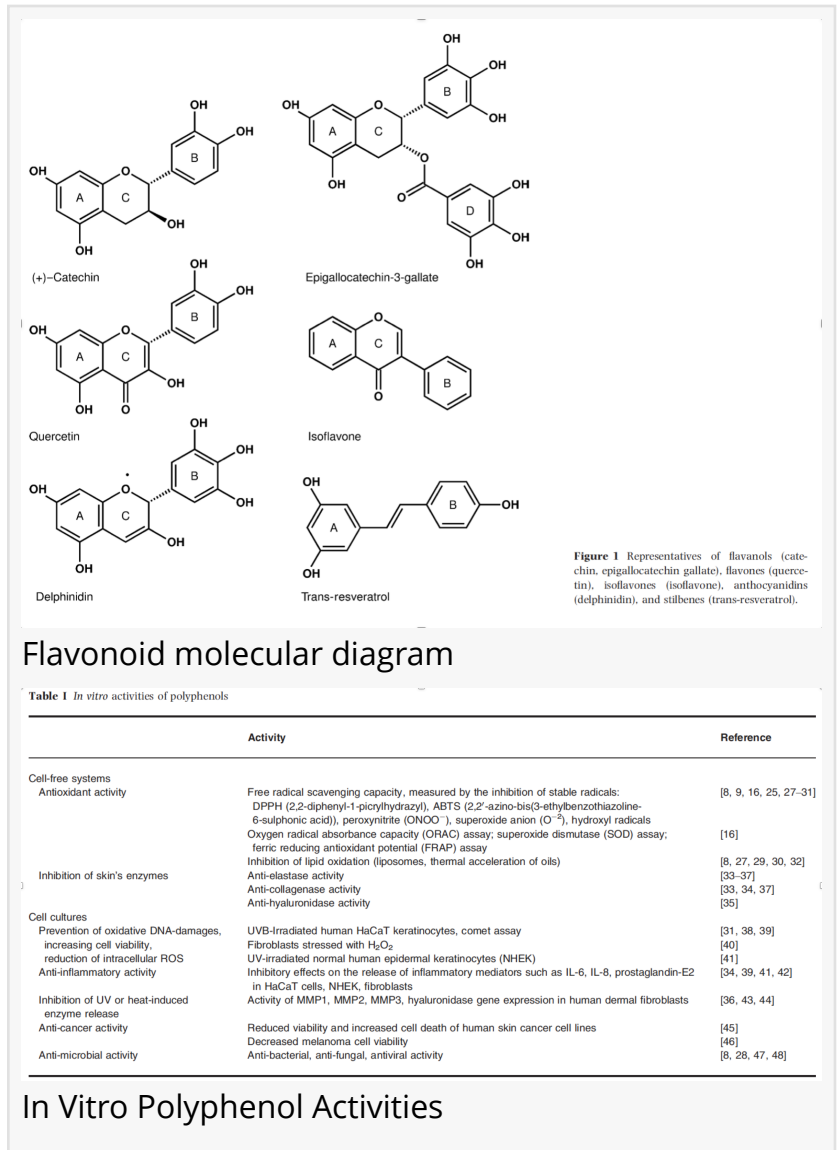 OH
OH
B
OH
O
A
C
OH
OH
(+)−Catechin
OH
OH
B
OH
OH
O
A
C
O
OH
O
OH
D
OH
OH
Epigallocatechin-3-gallate
OH
OH
B
OH
O
A
C
OH
OH
O
Quercetin
O
A
C
B
O
Isoflavone
OH
OH
B
OH
OH
O
A
C
OH
OH
Delphinidin
OH
A
B
OH
OH
Trans-resveratrol
Figure 1 Representatives of flavanols (cate-
chin, epigallocatechin gallate), flavones (querce-
tin), isoflavones (isoflavone), anthocyanidins
(delphinidin), and stilbenes (trans-resveratrol).
Flavonoid molecular diagram
Table I In vitro activities of polyphenols
Activity Reference
Cell-free systems
Antioxidant activity Free radical scavenging capacity, measured by the inhibition of stable radicals: [8, 9, 16, 25, 27–31]
DPPH (2,2-diphenyl-1-picrylhydrazyl), ABTS (2,2′-azino-bis(3-ethylbenzothiazoline-
6-sulphonic acid)), peroxynitrite (ONOO−), superoxide anion (O−2), hydroxyl radicals
Oxygen radical absorbance capacity (ORAC) assay; superoxide dismutase (SOD) assay; [16]
ferric reducing antioxidant potential (FRAP) assay
Inhibition of lipid oxidation (liposomes, thermal acceleration of oils) [8, 27, 29, 30, 32]
Inhibition of skin's enzymes Anti-elastase activity [33–37]
Anti-collagenase activity [33, 34, 37]
Anti-hyaluronidase activity [35]
Cell cultures
Prevention of oxidative DNA-damages, UVB-Irradiated human HaCaT keratinocytes, comet assay [31, 38, 39]
increasing cell viability, Fibroblasts stressed with H2O2 [40]
reduction of intracellular ROS UV-irradiated normal human epidermal keratinocytes (NHEK) [41]
Anti-inflammatory activity Inhibitory effects on the release of inflammatory mediators such as IL-6, IL-8, prostaglandin-E2 [34, 39, 41, 42]
in HaCaT cells, NHEK, fibroblasts
Inhibition of UV or heat-induced Activity of MMP1, MMP2, MMP3, hyaluronidase gene expression in human dermal fibroblasts [36, 43, 44]
enzyme release
Anti-cancer activity Reduced viability and increased cell death of human skin cancer cell lines [45]
Decreased melanoma cell viability [46]
Anti-microbial activity Anti-bacterial, anti-fungal, antiviral activity [8, 28, 47, 48]
In Vitro Polyphenol Activities